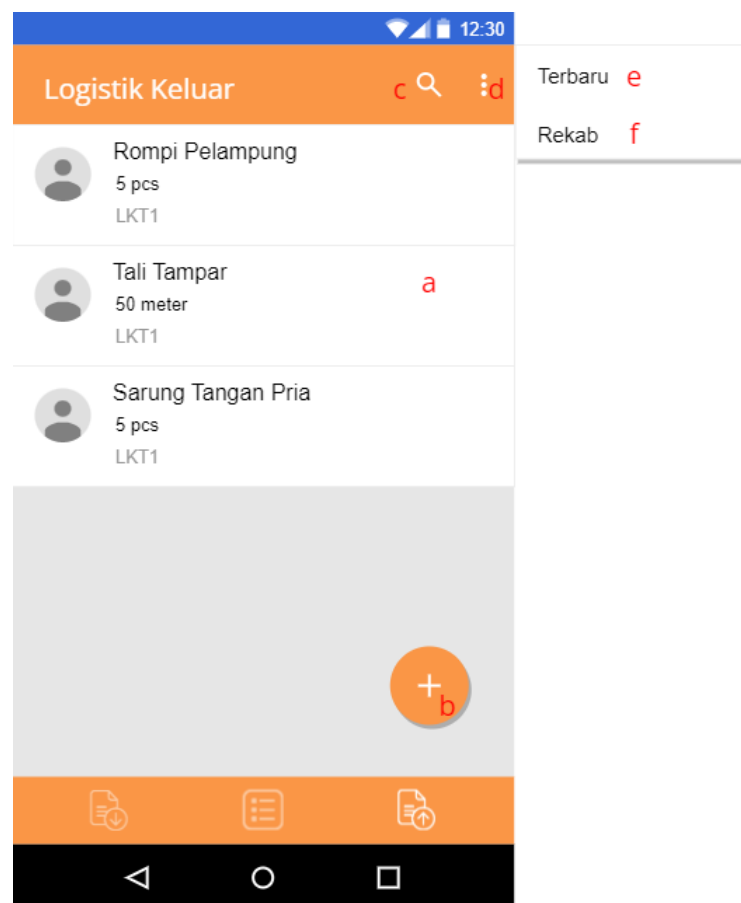 12:30
Logistik Keluar c d
Terbaru e
Rekab f
Rompi Pelampung
5 pcs
LKT1
Tali Tampar
a
50 meter
LKT1
Sarung Tangan Pria
5 pcs
LKT1
+
b